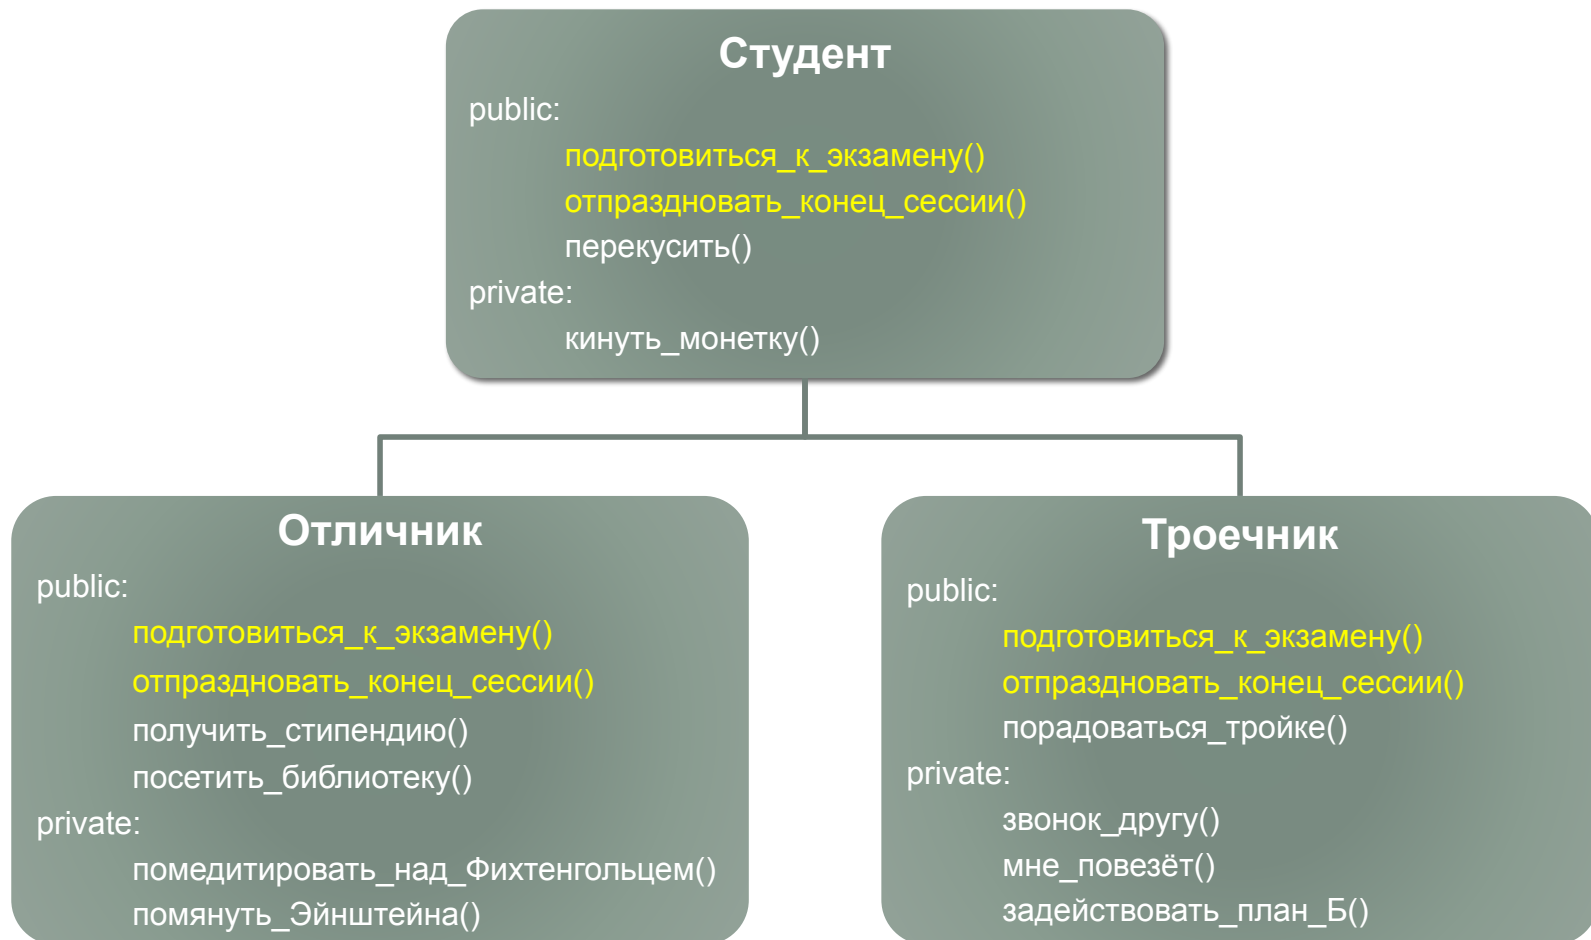 Студент
public:
подготовиться_к_экзамену()
отпраздновать_конец_сессии()
перекусить()
private:
кинуть_монетку()
Отличник
public:
подготовиться_к_экзамену()
отпраздновать_конец_сессии()
получить_стипендию()
посетить_библиотеку()
private:
помедитировать_над_Фихтенгольцем()
помянуть_Эйнштейна()
Троечник
public:
подготовиться_к_экзамену()
отпраздновать_конец_сессии()
порадоваться_тройке()
private:
звонок_другу()
мне_повезёт()
задействовать_план_Б()